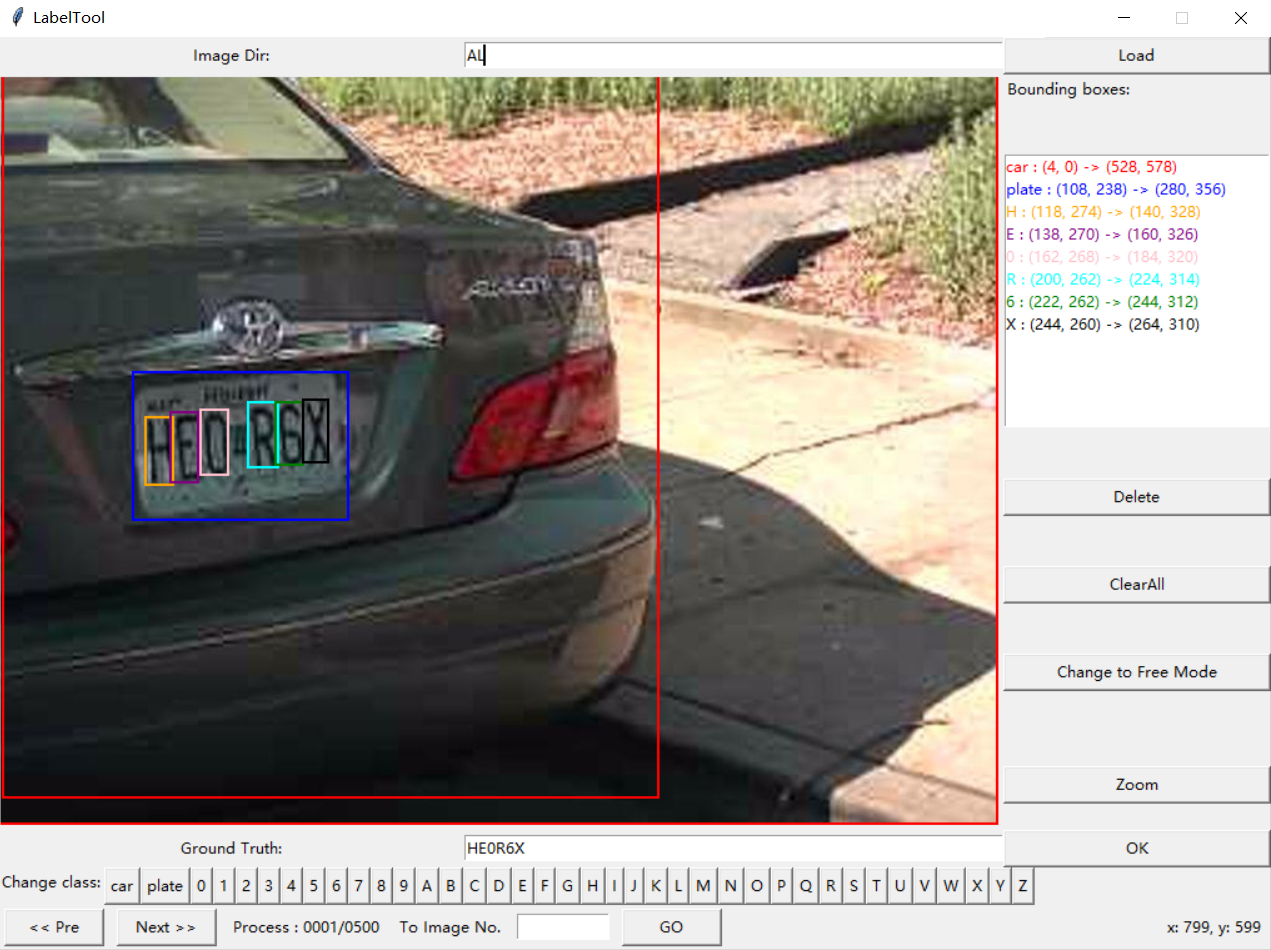 LabelTool
Image Dir:
AL
Load
Bounding boxes:
car : (4, 0) -> (528, 578)
plate : (108, 238) -> (280, 356)
H : (118, 274) -> (140, 328)
E : (138, 270) -> (160, 326)
0 : (162, 268) -> (184, 320)
R : (200, 262) -> (224, 314)
6 : (222, 262) -> (244, 312)
X : (244, 260) -> (264, 310)
HE0 R6X
Delete
ClearAll
Change to Free Mode
Zoom
Ground Truth:
HE0R6X
OK
Change class:
car plate 0 1 2 3 4 5 6 7 8 9 A B C D E F G H I J K L M N O P Q R S T U V W X Y Z
<< Pre
Next >>
Process : 0001/0500
To Image No.
GO
x: 799, y: 599